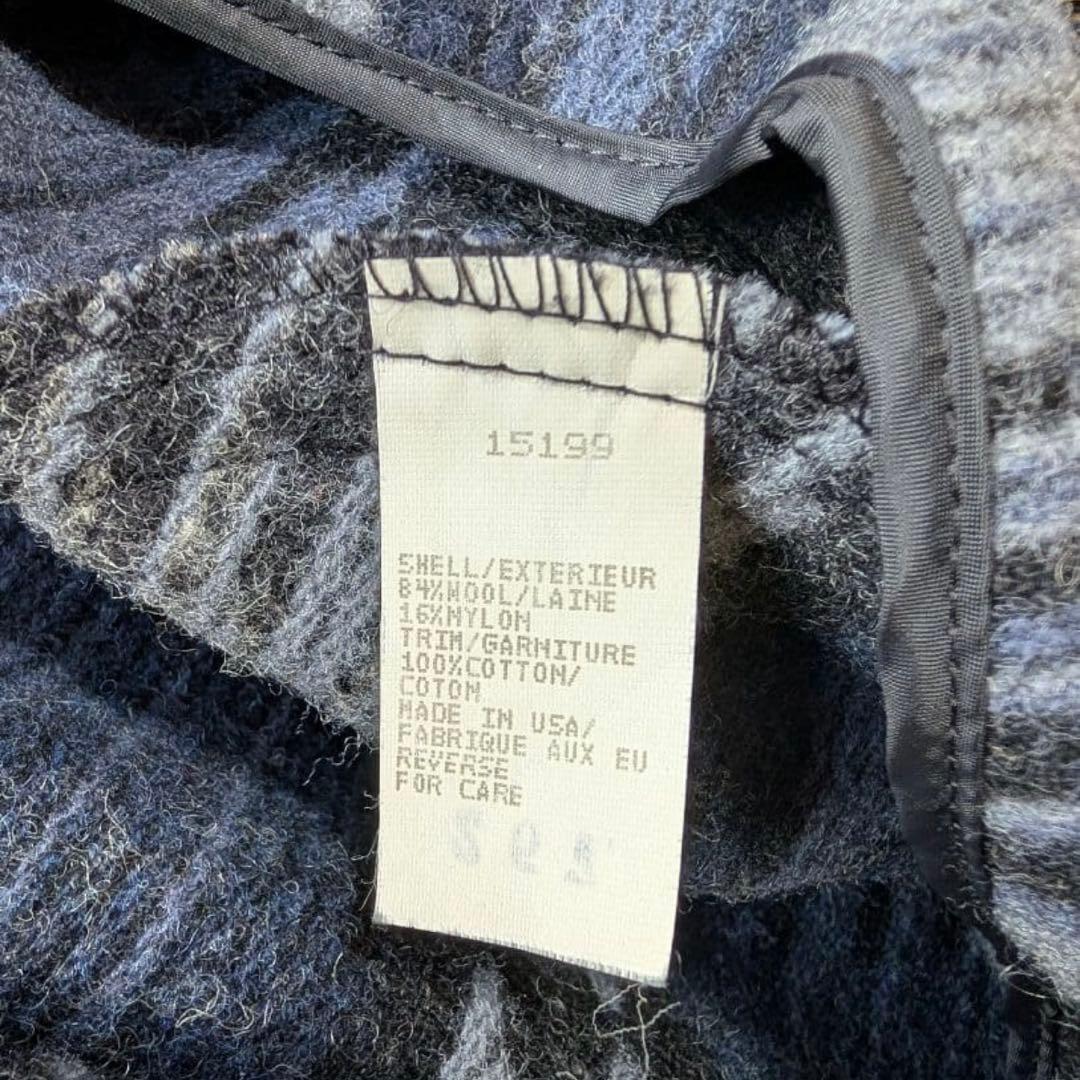 15199
SHELL/EXTERIEUR
84%WOOL/LAINE
16%NYLON
TRIM/GARNITURE
100%COTTON/
COTON
MADE IN USA/
FABRIQUE AUX EU
REVERSE
FOR CARE